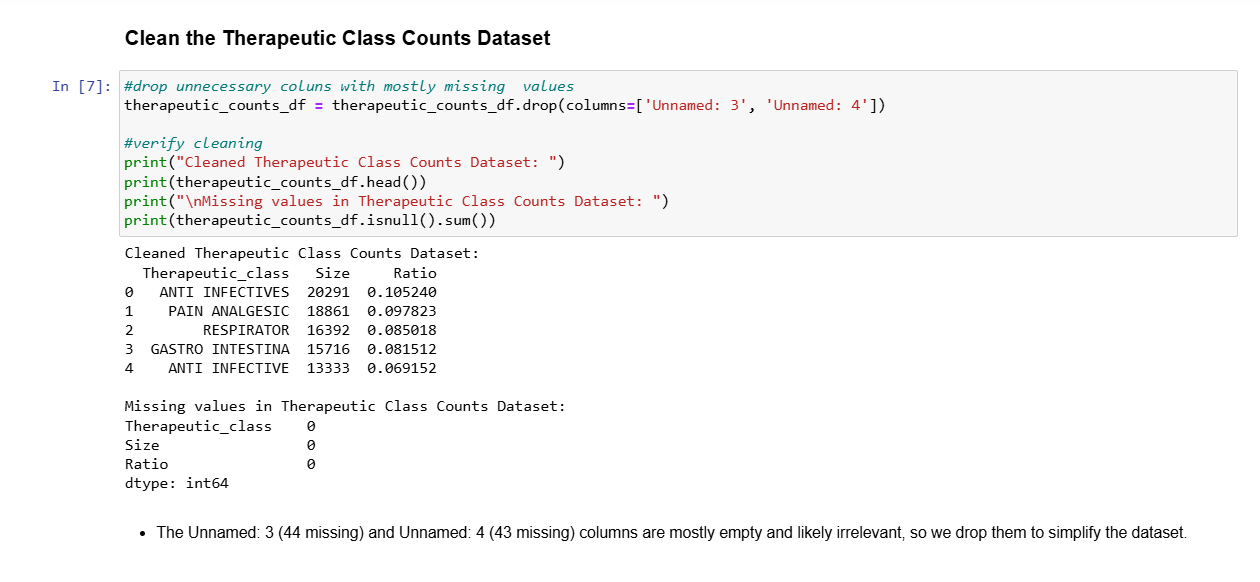 Clean the Therapeutic Class Counts Dataset
In [7]: #drop unnecessary coluns with mostly missing  values
therapeutic_counts_df = therapeutic_counts_df.drop(columns=['Unnamed: 3', 'Unnamed: 4'])
#verify cleaning
print("Cleaned Therapeutic Class Counts Dataset: ")
print(therapeutic_counts_df.head())
print("\nMissing values in Therapeutic Class Counts Dataset: ")
print(therapeutic_counts_df.isnull().sum())
Cleaned Therapeutic Class Counts Dataset:
  Therapeutic_class   Size     Ratio
0   ANTI INFECTIVES  20291  0.105240
1    PAIN ANALGESIC  18861  0.097823
2        RESPIRATOR  16392  0.085018
3  GASTRO INTESTINA  15716  0.081512
4    ANTI INFECTIVE  13333  0.069152
Missing values in Therapeutic Class Counts Dataset:
Therapeutic_class    0
Size                 0
Ratio                0
dtype: int64
• The Unnamed: 3 (44 missing) and Unnamed: 4 (43 missing) columns are mostly empty and likely irrelevant, so we drop them to simplify the dataset.